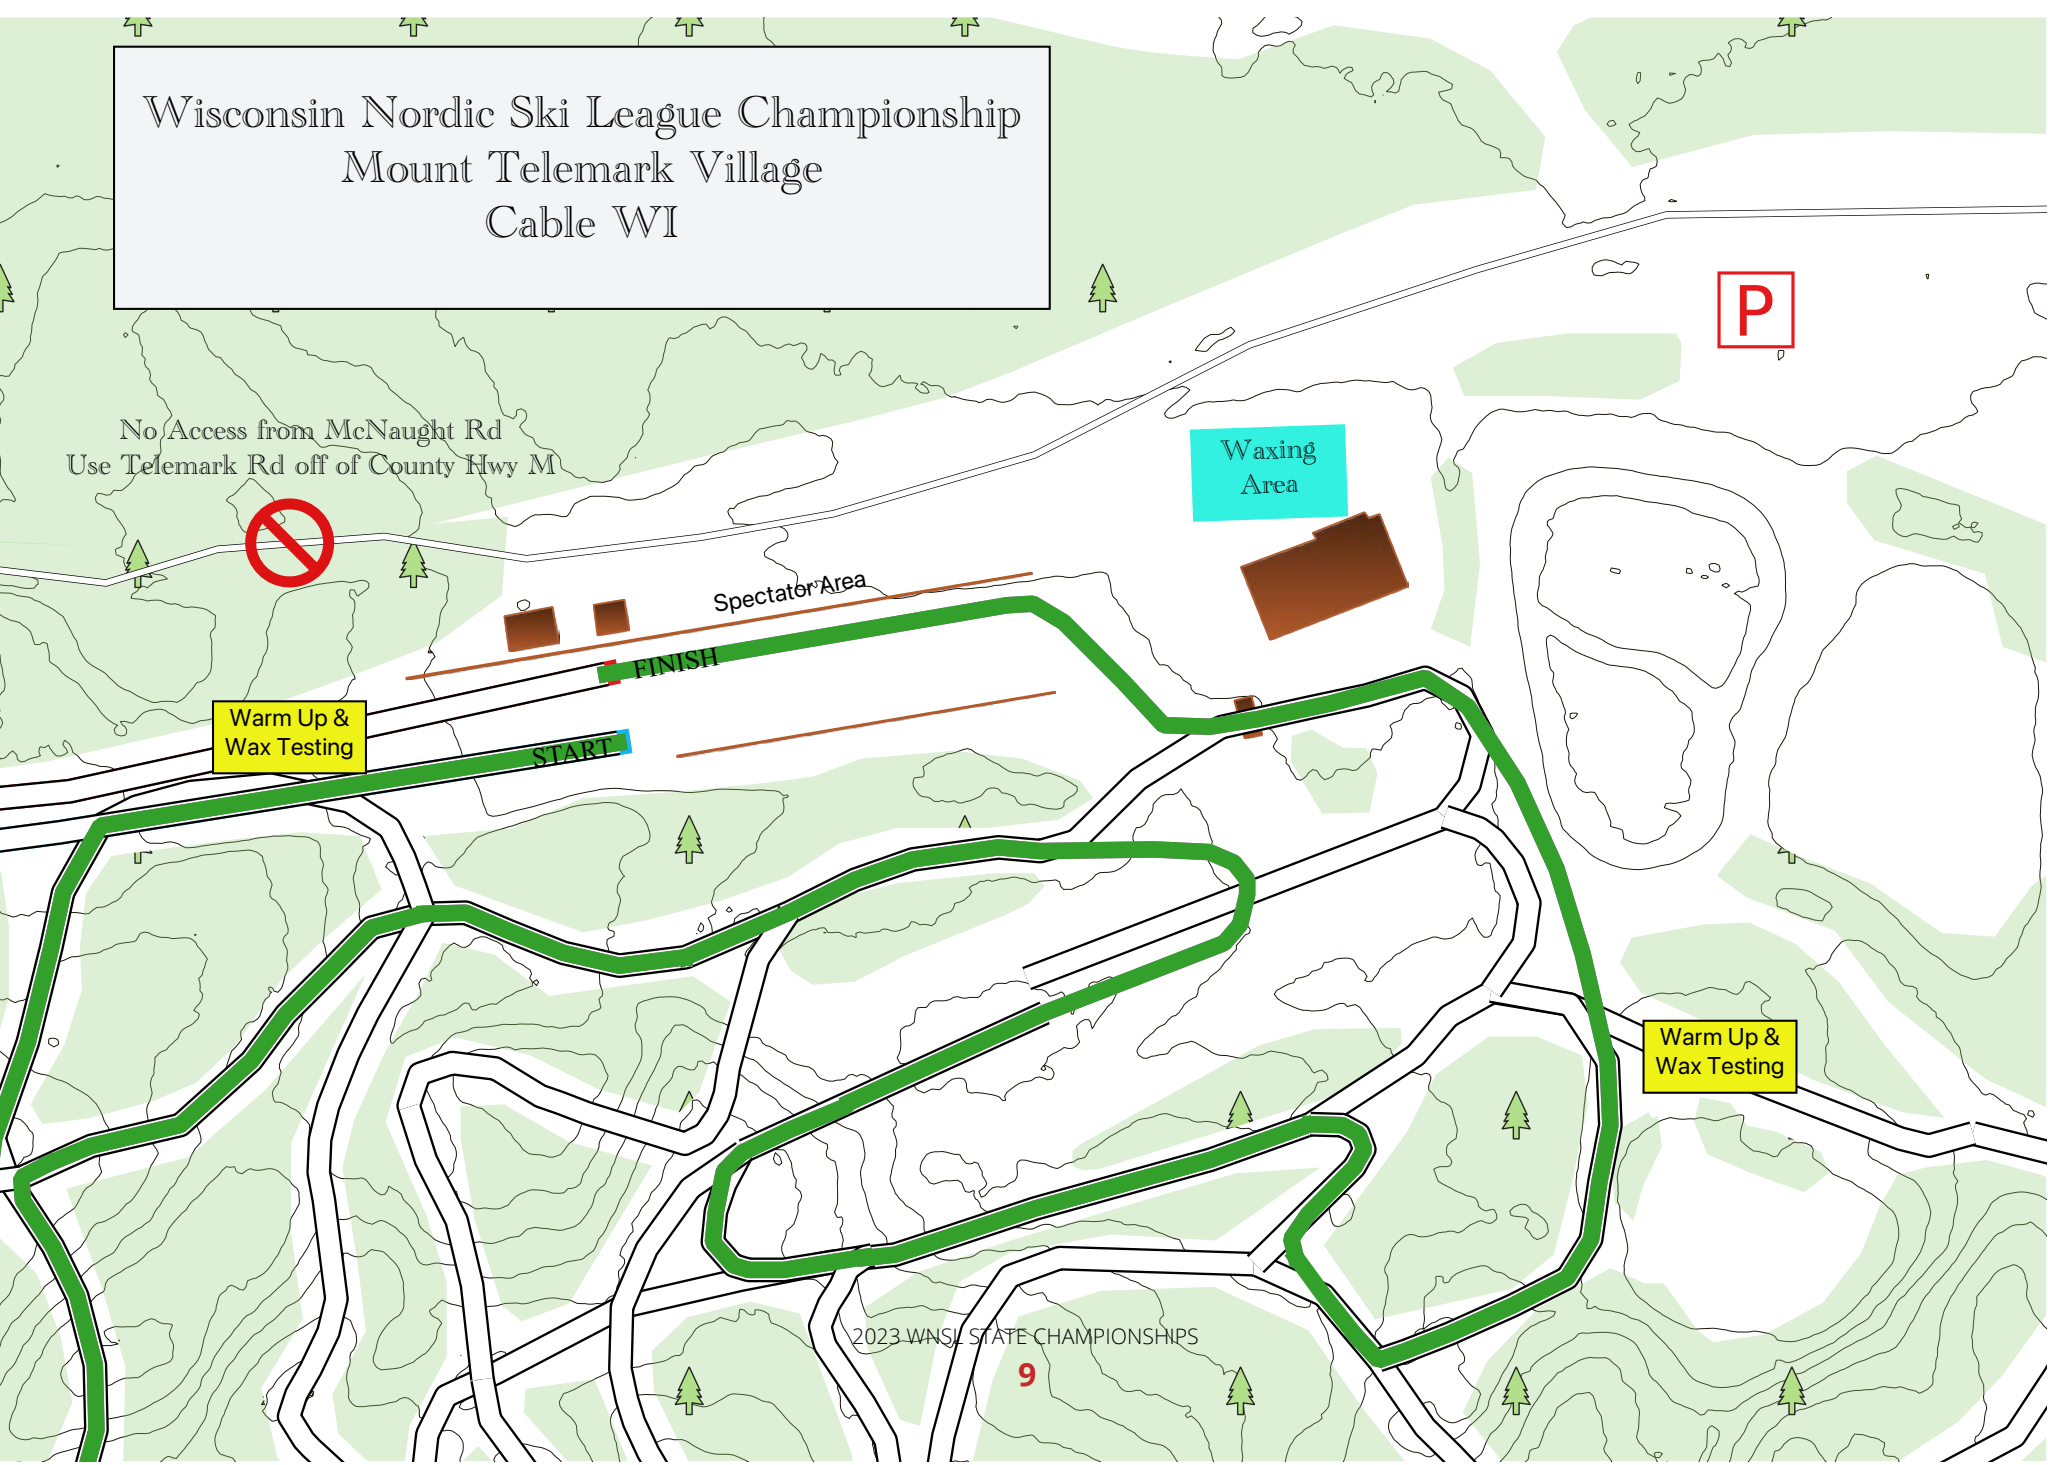 Wisconsin Nordic Ski League Championship
Mount Telemark Village
Cable WI
P
No Access from McNaught Rd
Use Telemark Rd off of County Hwy M
Waxing
Area
Spectator Area
FINISH
Warm Up &
Wax Testing
START
Warm Up &
Wax Testing
2023 WNSL STATE CHAMPIONSHIPS
9